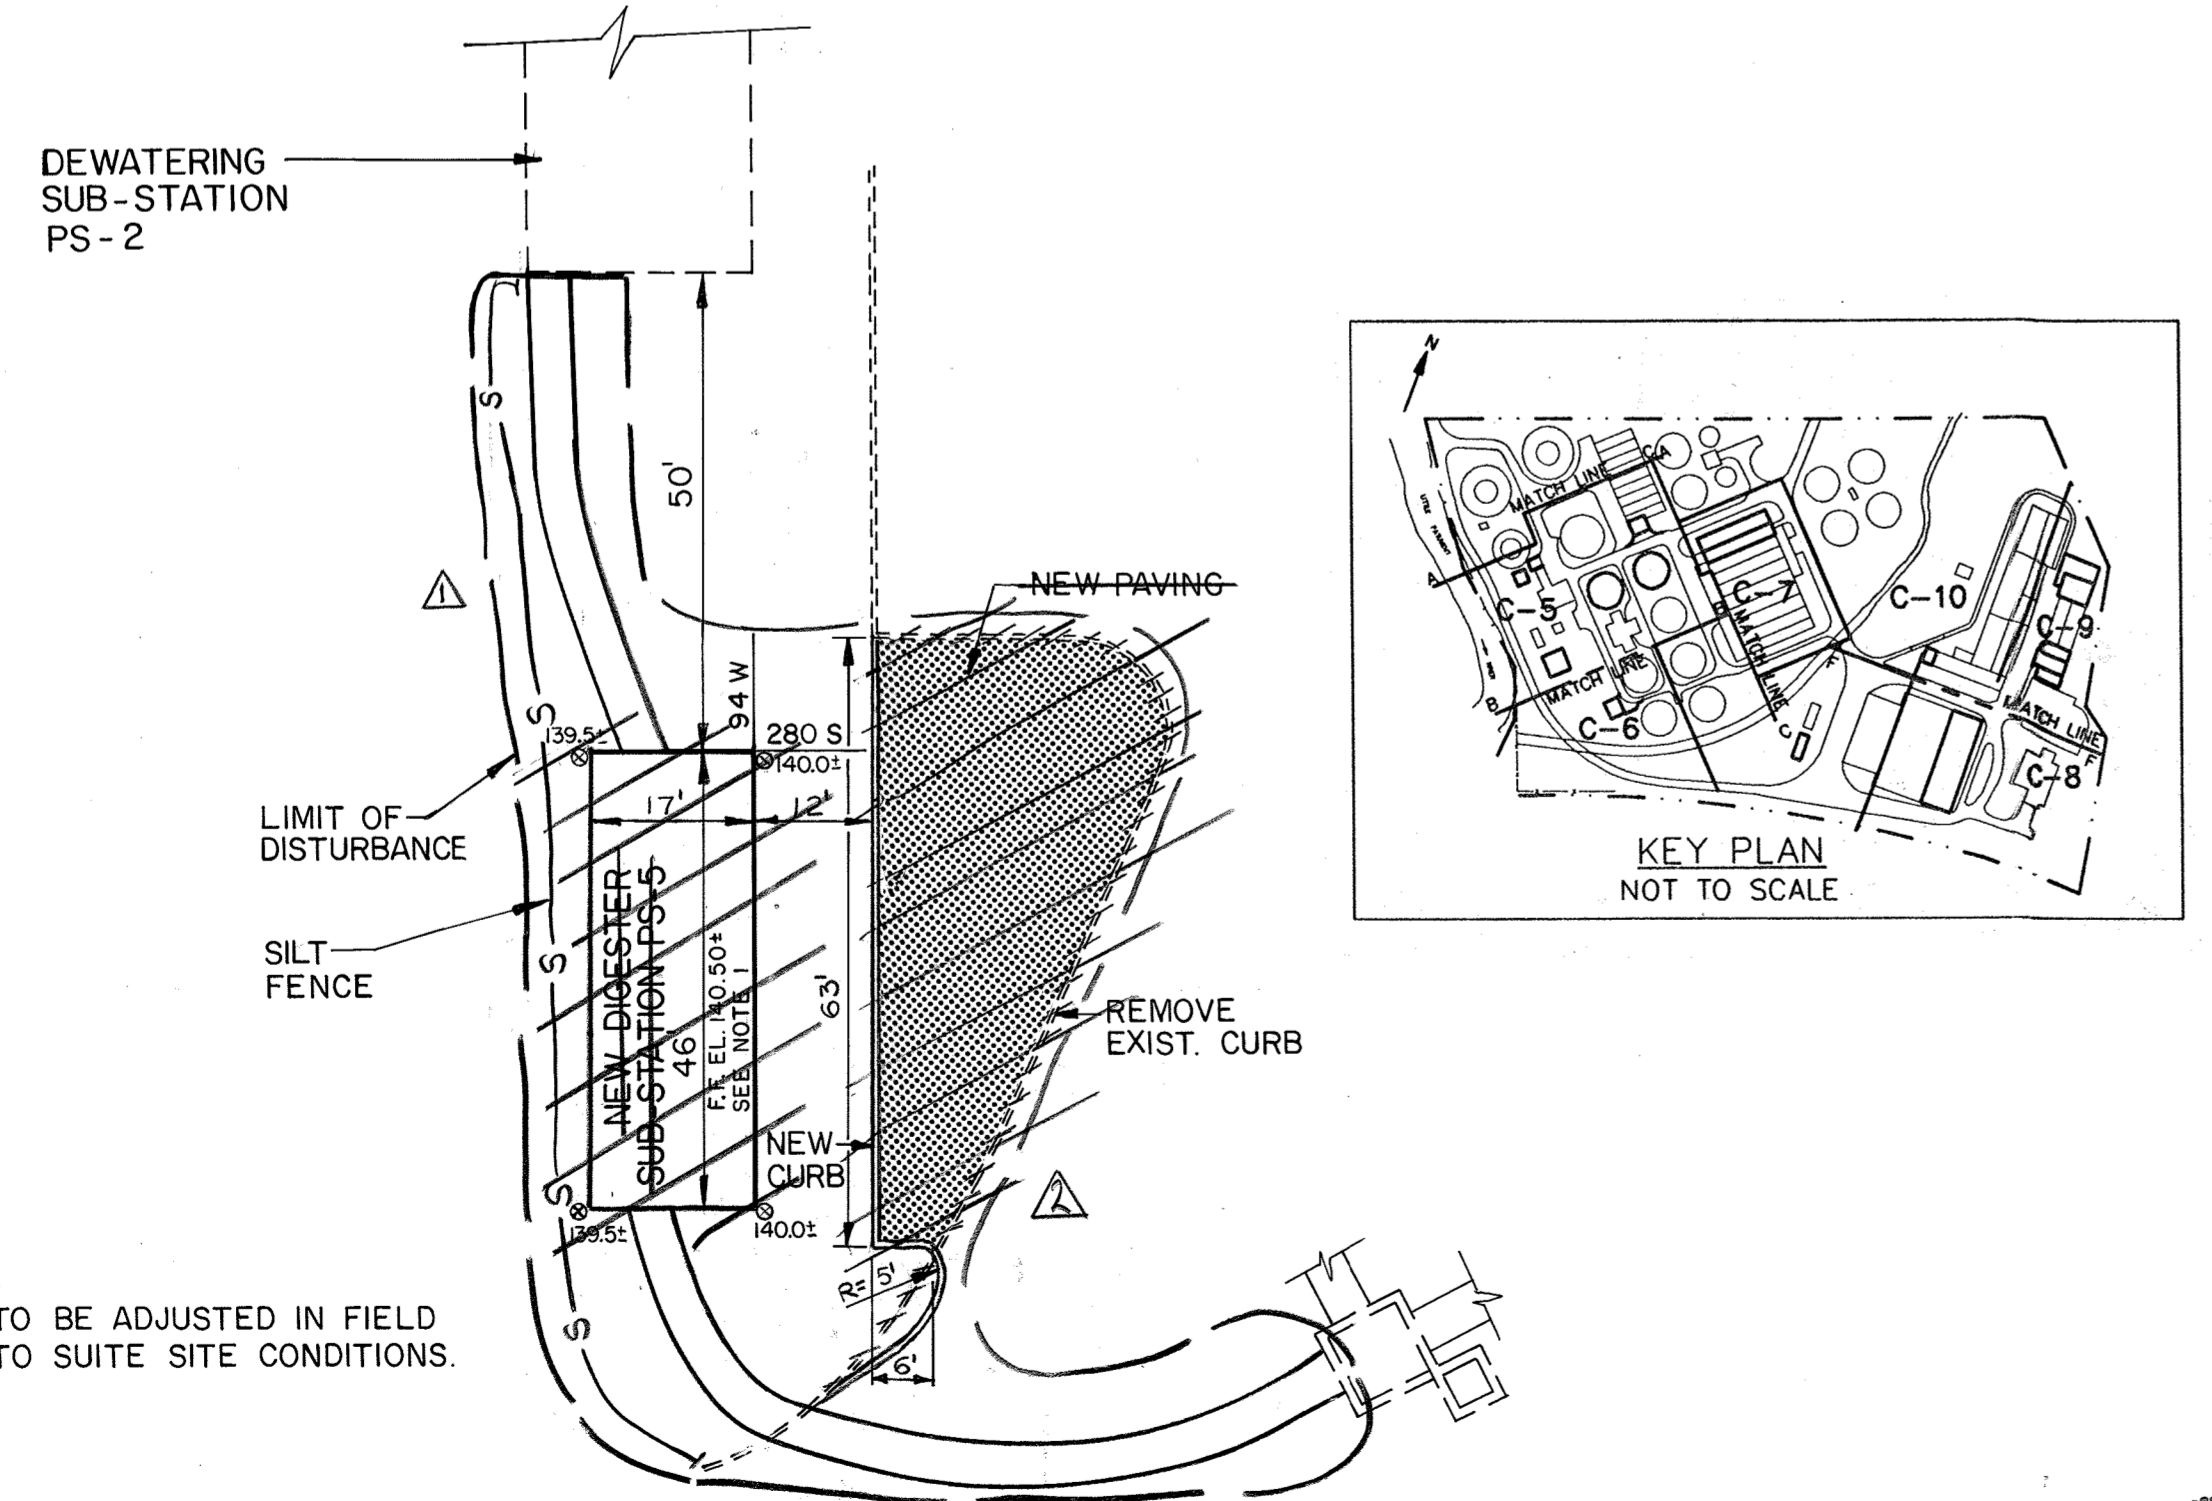 DEWATERING
SUB-STATION
PS-2
S
50'
1
NEW PAVING
94 W
S
139.5±
280 S
140.0±
17'
12'
LIMIT OF
DISTURBANCE
NEW DIGESTER
SUB-STATION PS-5
46'
F.F. EL. 140.50±
SEE NOTE 1
63'
SILT
FENCE
S
REMOVE
EXIST. CURB
NEW
CURB
2
S
139.5±
140.0±
R= 5'
S
6'
TO BE ADJUSTED IN FIELD
TO SUITE SITE CONDITIONS.
N
C A
MATCH LINE
A
C-5
C-7
C-10
C-9
B
MATCH LINE
F
B
MATCH LINE
C-6
C
MATCH LINE
F
C-8
KEY PLAN
NOT TO SCALE